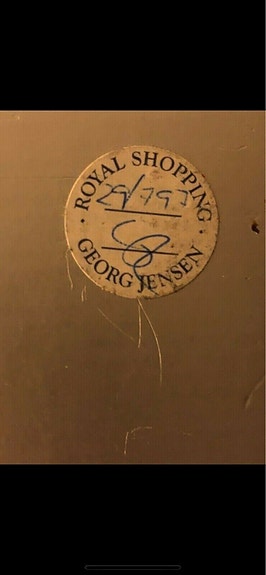 · ROYAL SHOPPING ·
29/797
GEORG JENSEN